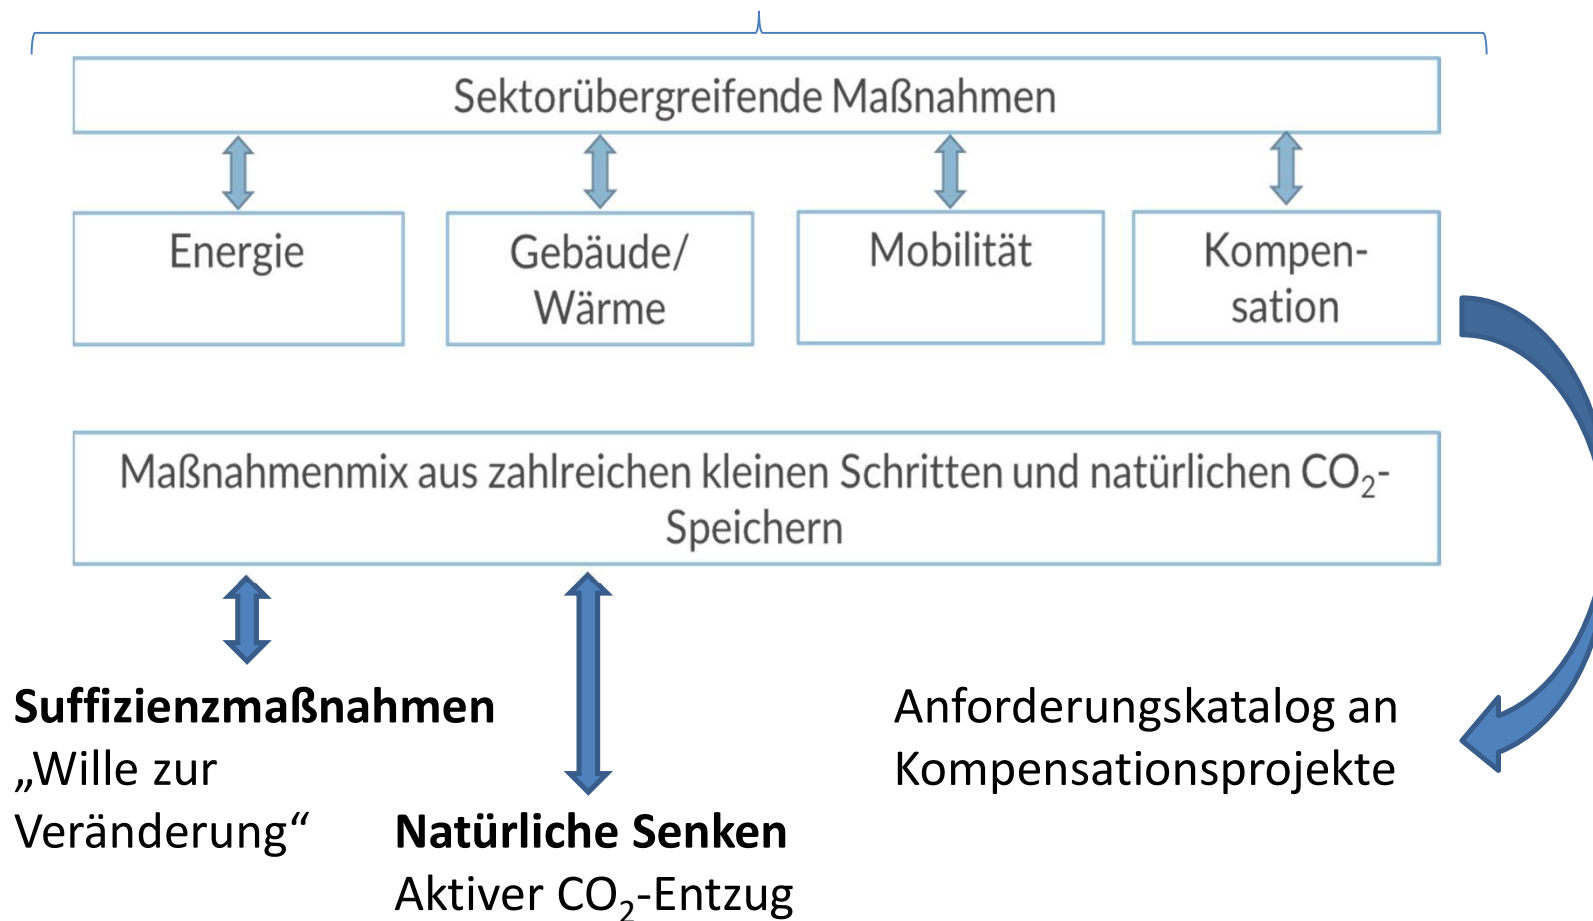 Sektorübergreifende Maßnahmen
Energie
Gebäude/
Wärme
Mobilität
Kompen-
sation
Maßnahmenmix aus zahlreichen kleinen Schritten und natürlichen CO₂-
Speichern
Suffizienzmaßnahmen
„Wille zur
Veränderung“
Natürliche Senken
Aktiver CO₂-Entzug
Anforderungskatalog an
Kompensationsprojekte